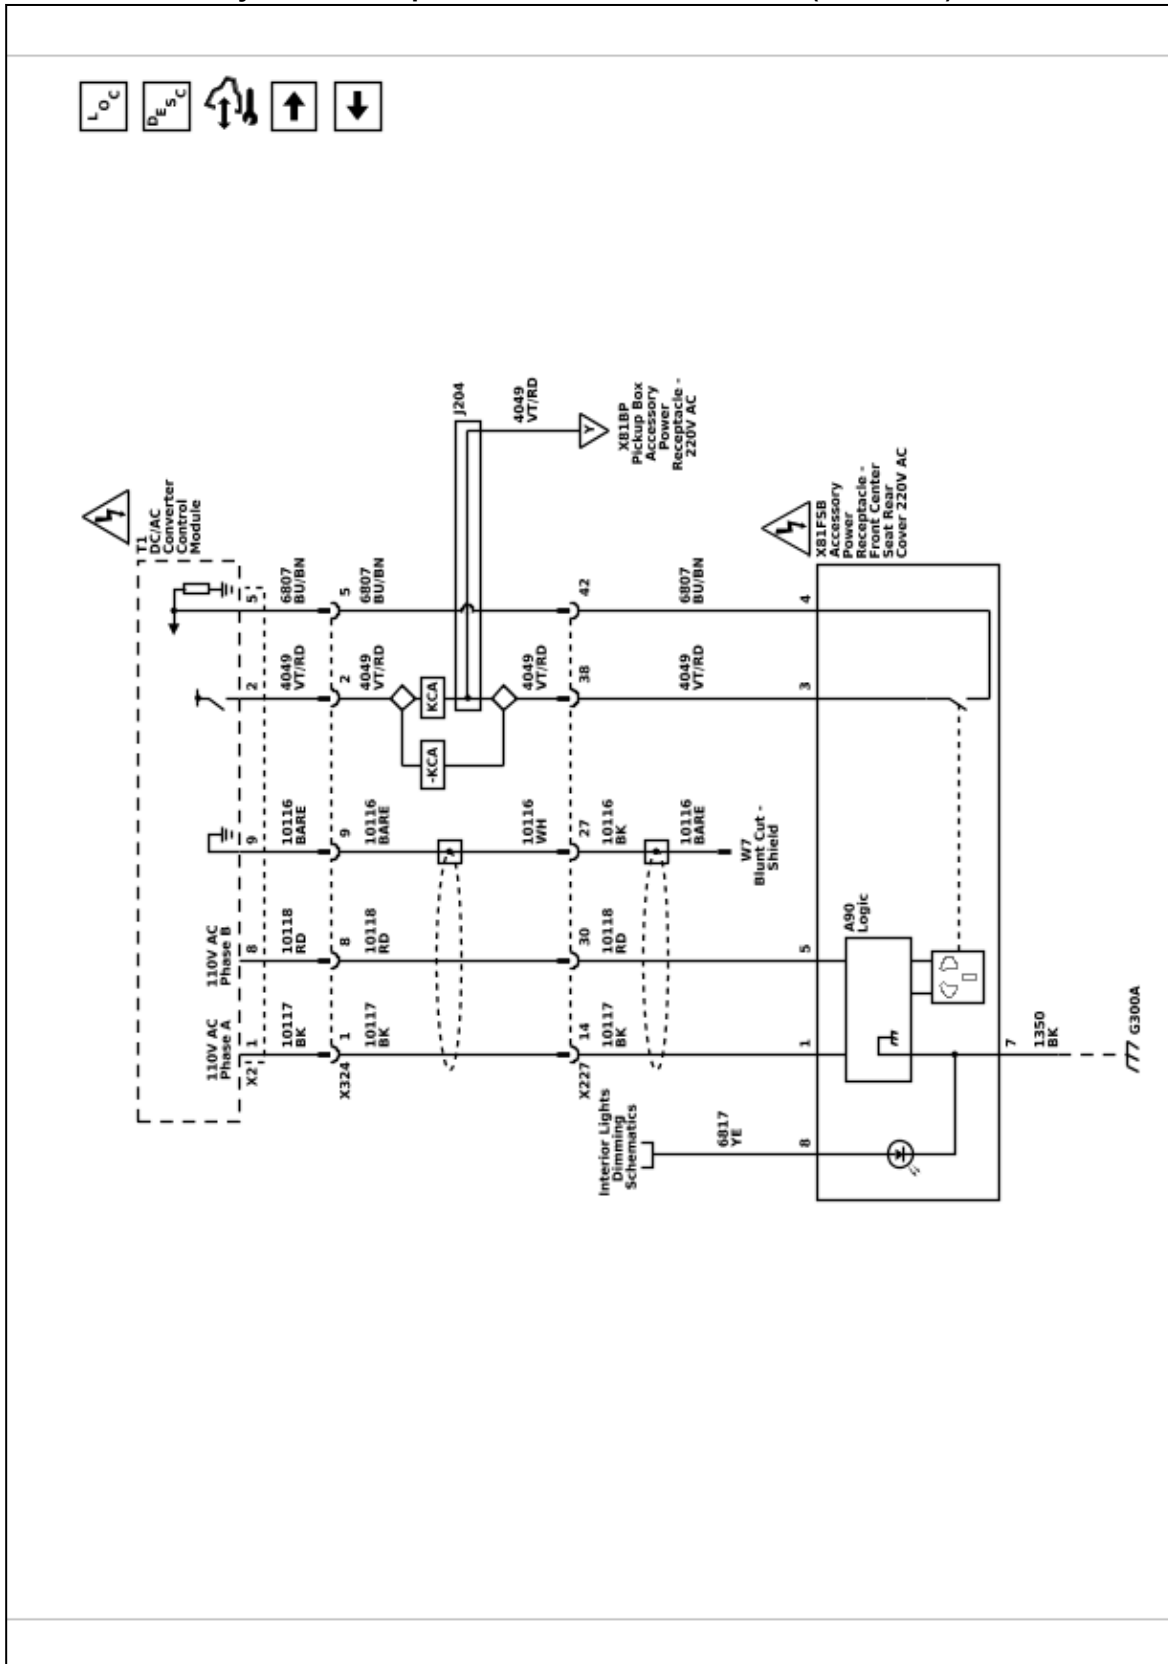 LOC
DESC
J204
4049
VT/RD
Y
X81BP
Pickup Box
Accessory
Power
Receptacle -
220V AC
T1
DC/AC
Converter
Control
Module
110V AC
Phase A
110V AC
Phase B
X2
1
8
9
2
5
10117
BK
10118
RD
10116
BARE
4049
VT/RD
6807
BU/BN
X324
1
8
9
2
5
10117
BK
10118
RD
10116
BARE
4049
VT/RD
6807
BU/BN
-KCA
KCA
10116
WH
4049
VT/RD
X227
14
30
27
38
42
10117
BK
10118
RD
10116
BK
10116
BARE
4049
VT/RD
6807
BU/BN
W7
Blunt Cut -
Shield
Interior Lights
Dimming
Schematics
6817
YE
8
1
5
3
4
X81FSB
Accessory
Power
Receptacle -
Front Center
Seat Rear
Cover 220V AC
A90
Logic
7
1350
BK
G300A